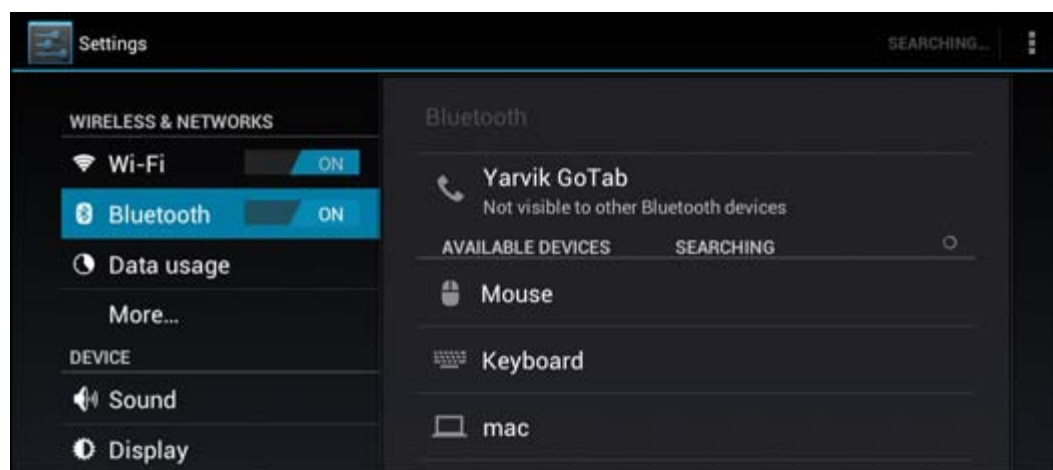 Settings
SEARCHING...
WIRELESS & NETWORKS
Wi-Fi ON
Bluetooth ON
Data usage
More...
DEVICE
Sound
Display
Bluetooth
Yarvik GoTab
Not visible to other Bluetooth devices
AVAILABLE DEVICES SEARCHING
Mouse
Keyboard
mac